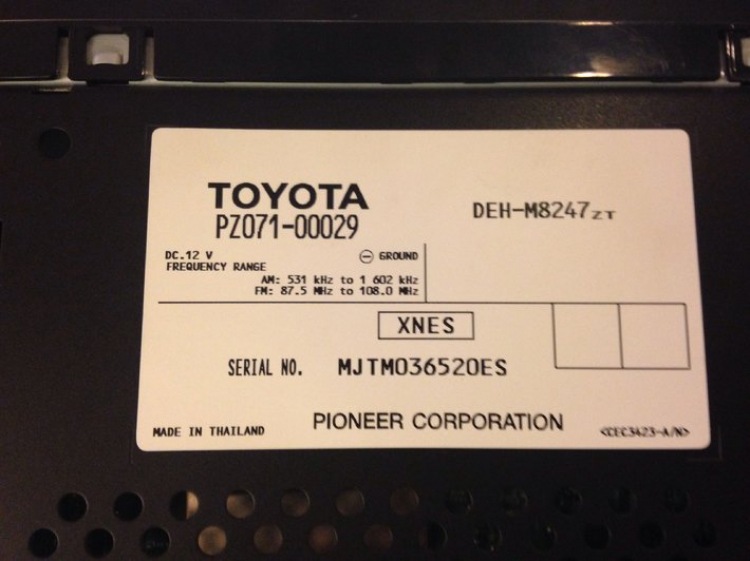 TOYOTA
PZ071-00029
DEH-M8247ZT
DC.12 V
⊖ GROUND
FREQUENCY RANGE
AM: 531 kHz to 1 602 kHz
FM: 87.5 MHz to 108.0 MHz
XNES
SERIAL NO. MJTM036520ES
MADE IN THAILAND
PIONEER CORPORATION
<CEC3423-A/N>